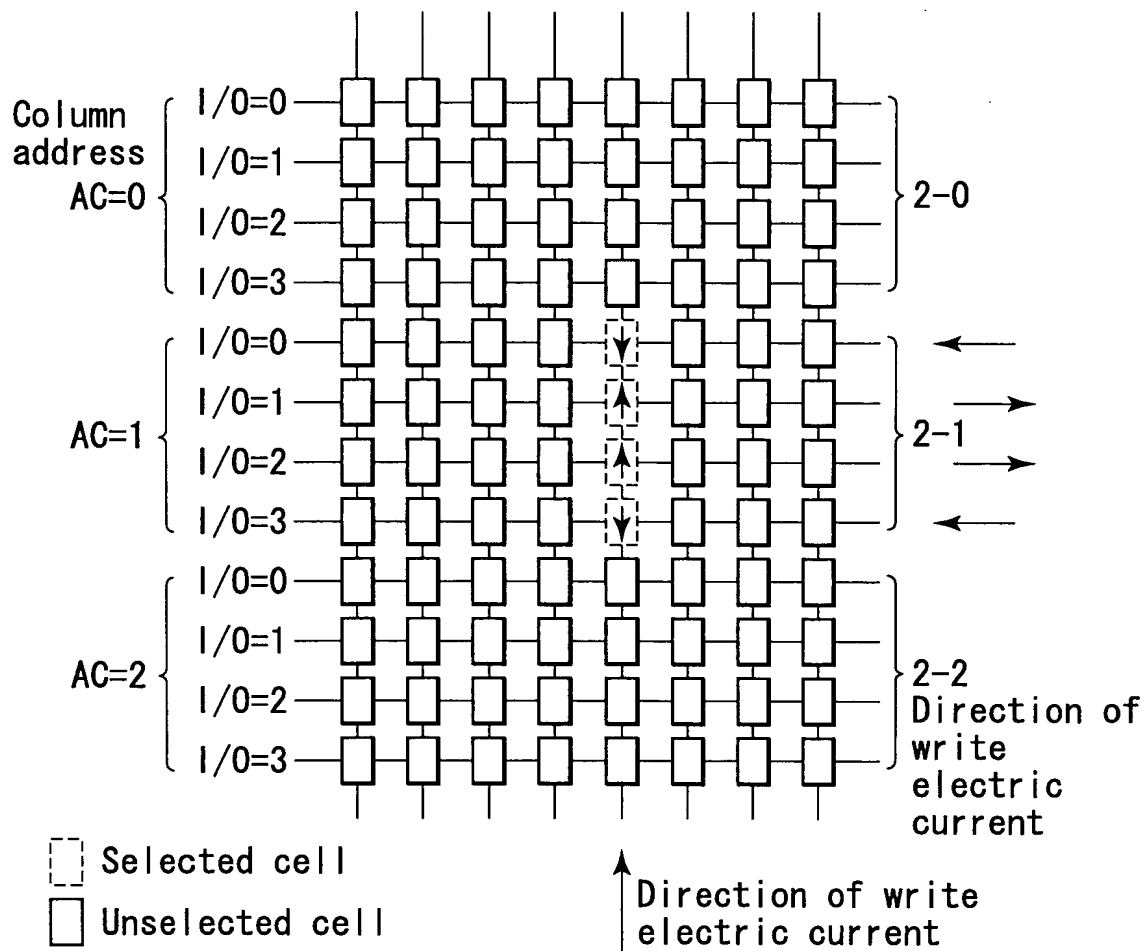 Column
address
AC=0
I/O=0
I/O=1
I/O=2
I/O=3
2-0
AC=1
I/O=0
I/O=1
I/O=2
I/O=3
2-1
AC=2
I/O=0
I/O=1
I/O=2
I/O=3
2-2
Direction of
write
electric
current
Selected cell
Unselected cell
Direction of write
electric current